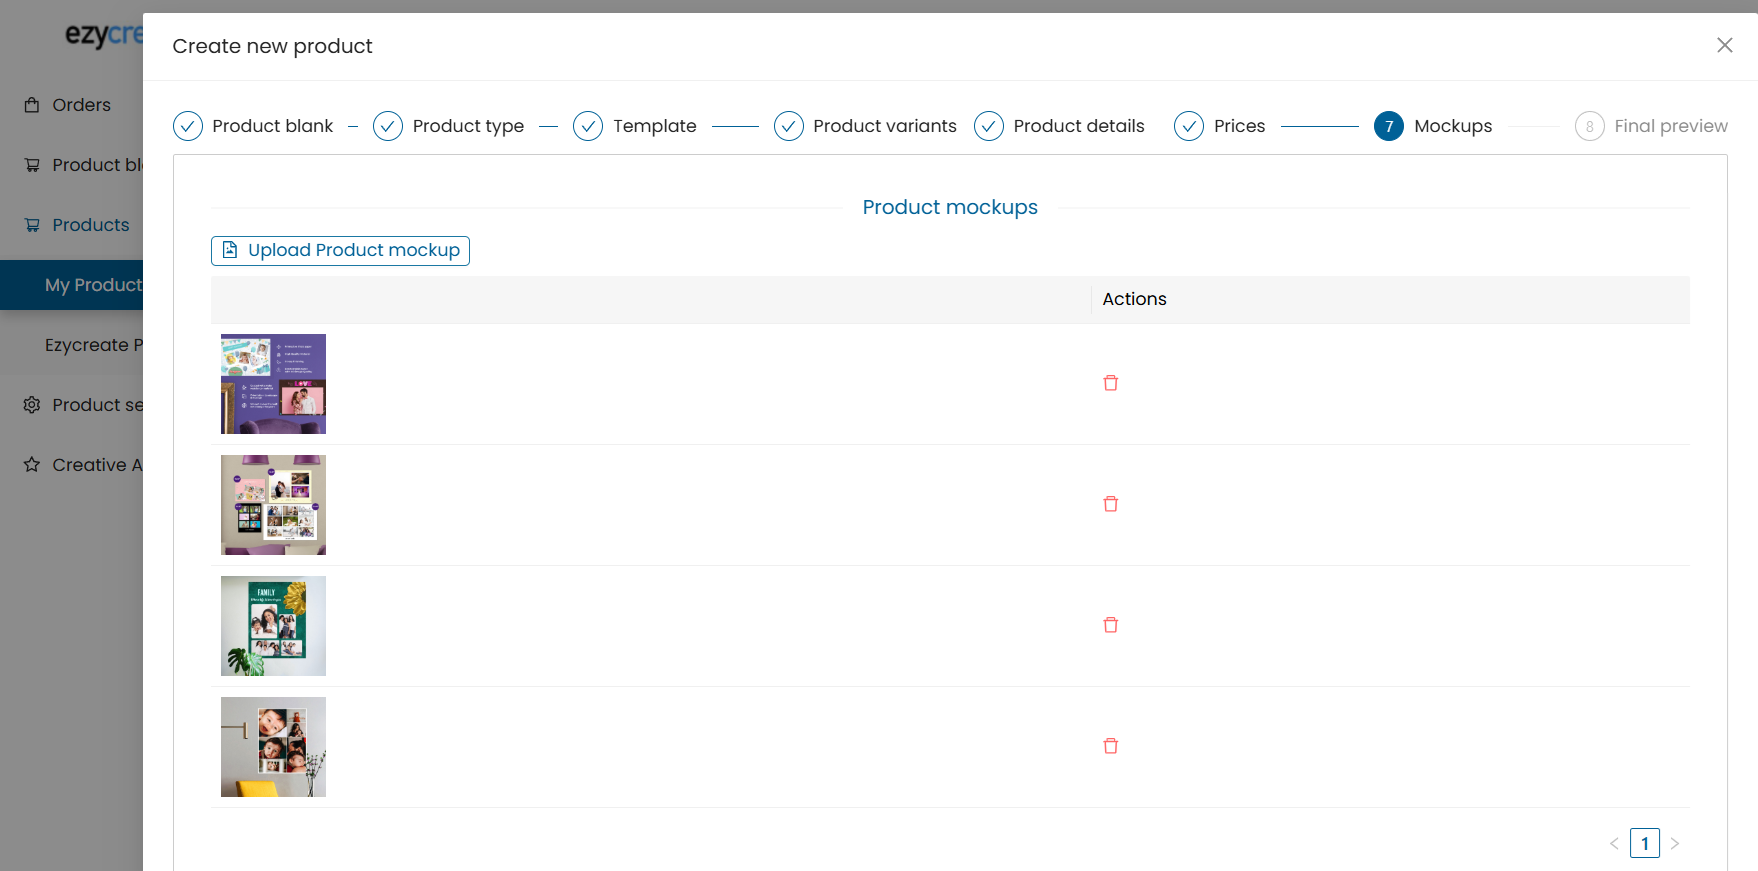 ezycre
Create new product
Orders
Product bl
Products
My Product
Ezycreate P
Product se
Creative A
Product blank
Product type
Template
Product variants
Product details
Prices
7 Mockups
8 Final preview
Product mockups
Upload Product mockup
Actions
LOVE
FAMILY
1